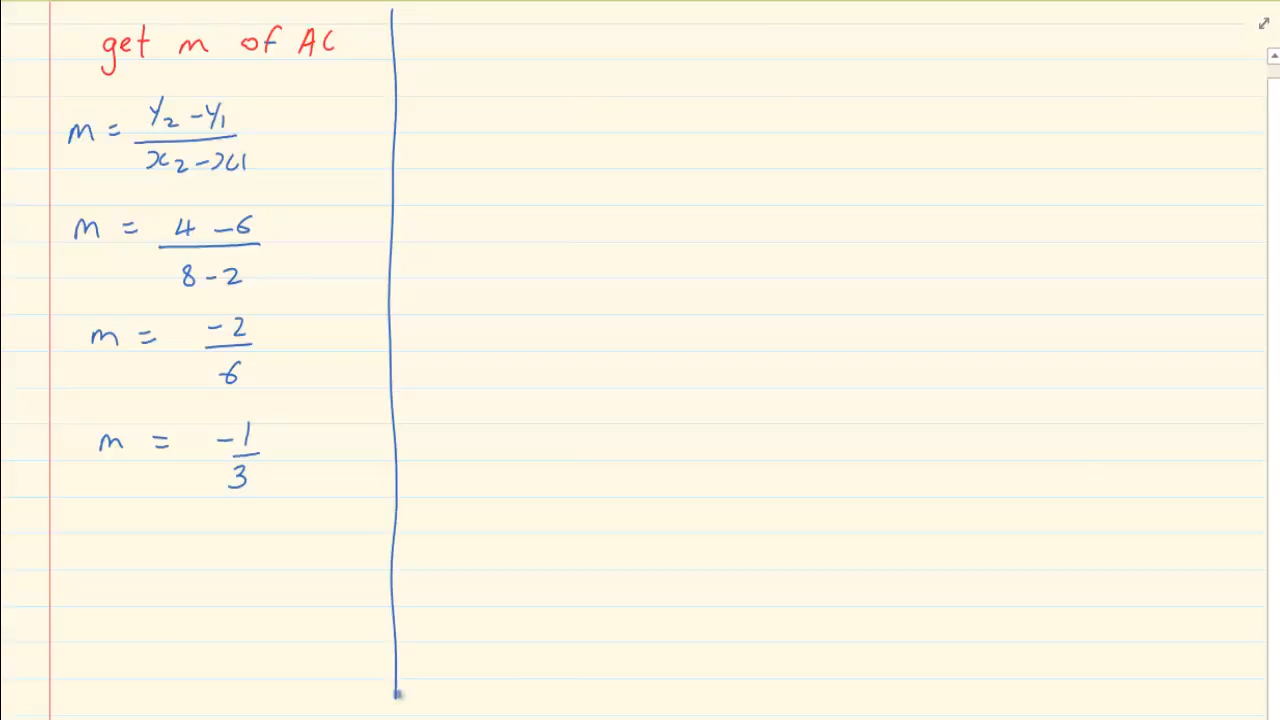 get m of AC
m = y₂ - y₁
x₂ - x1
m = 4 - 6
8 - 2
m = -2
6
m = -1
3